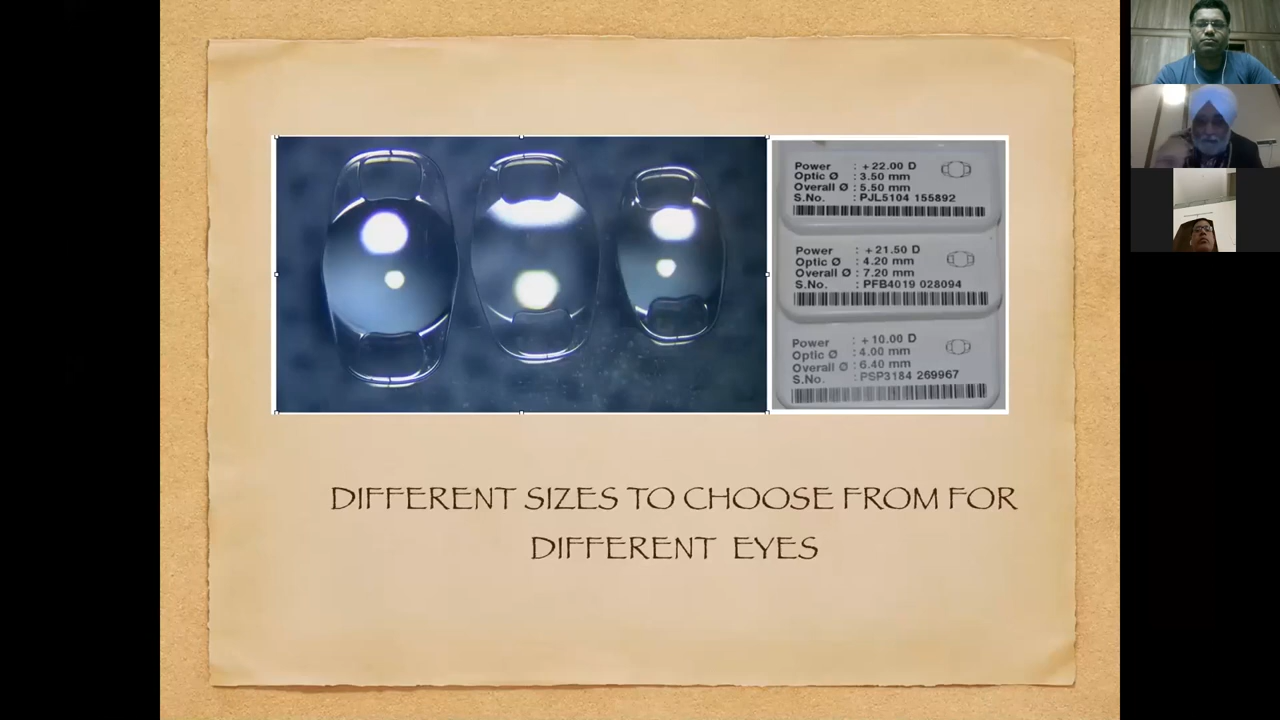 Power : +22.00 D
Optic Ø : 3.50 mm
Overall Ø : 5.50 mm
S.No. : PJL5104 155892
Power : +21.50 D
Optic Ø : 4.20 mm
Overall Ø : 7.20 mm
S.No. : PFB4019 028094
Power : +10.00 D
Optic Ø : 4.00 mm
Overall Ø : 6.40 mm
S.No. : PSP3184 269967
DIFFERENT SIZES TO CHOOSE FROM FOR
DIFFERENT EYES